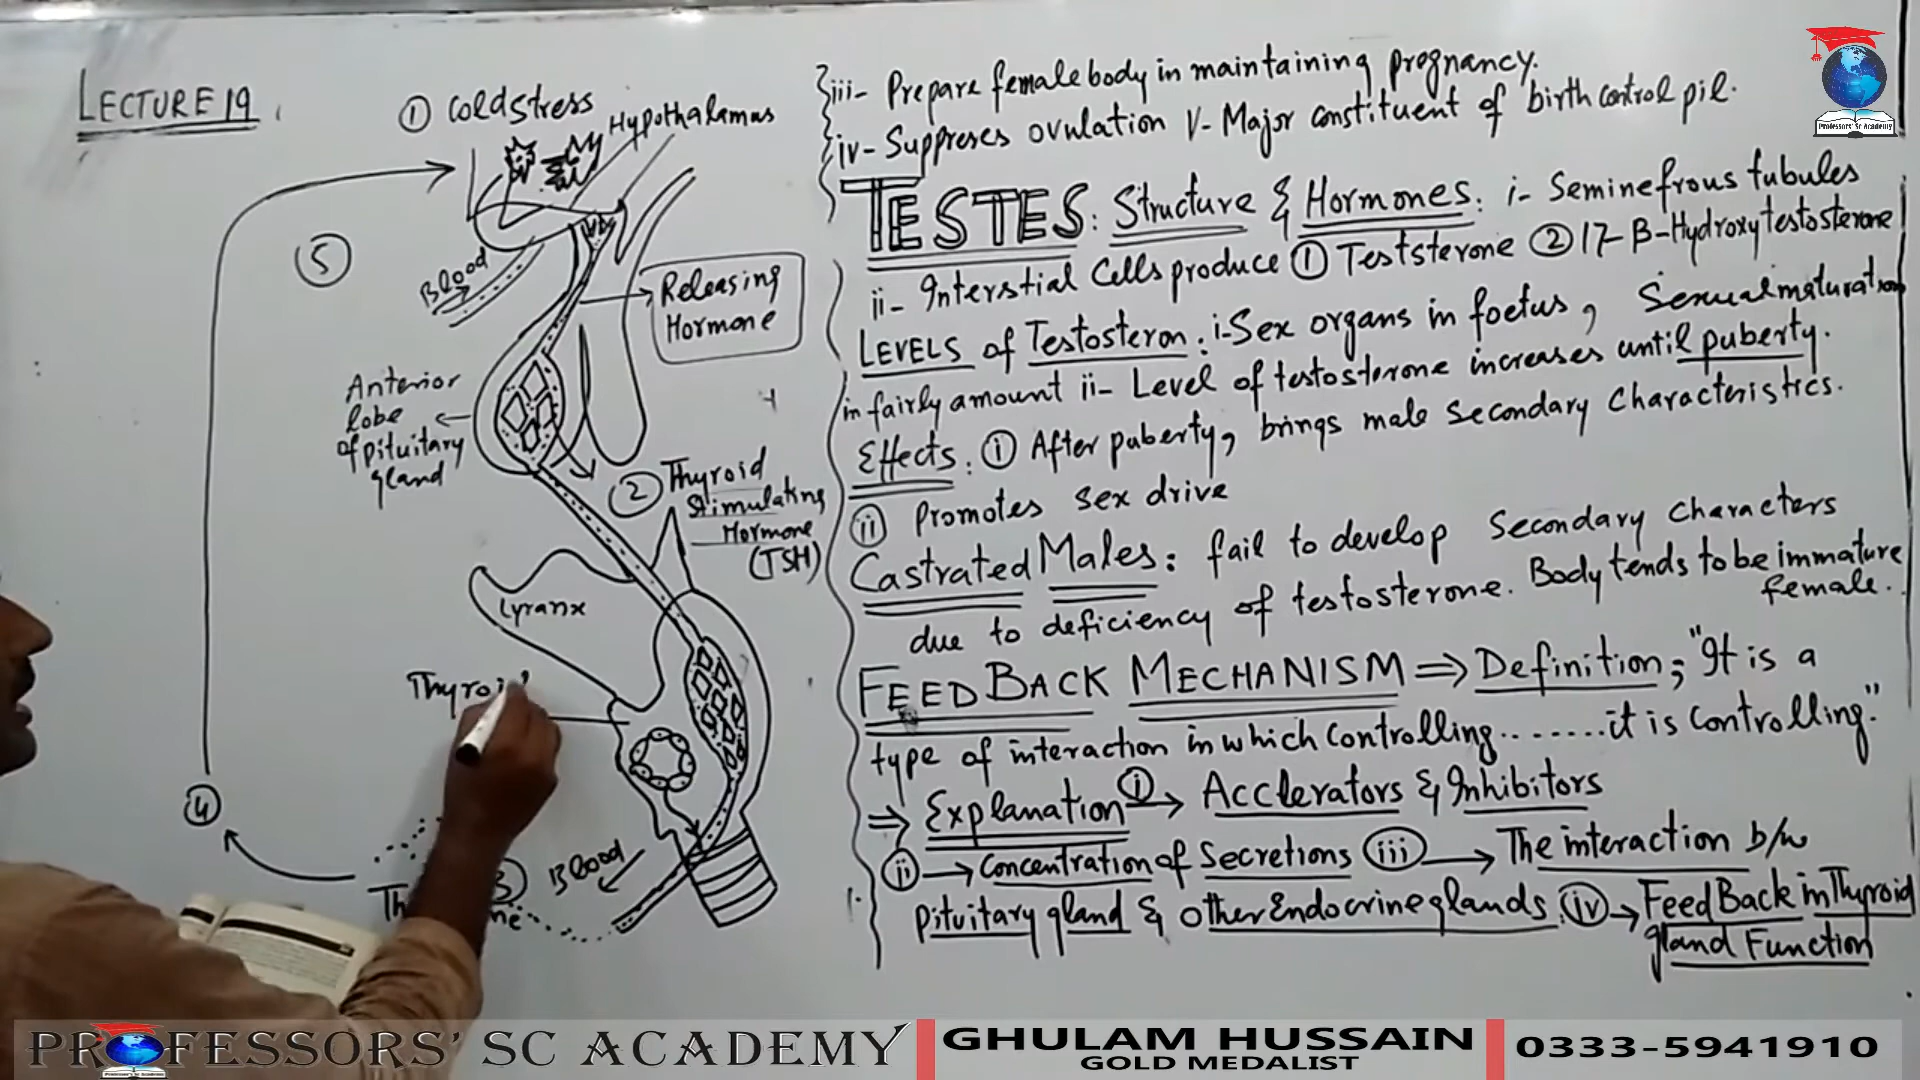 LECTURE 19
① Cold stress
Hypothalamus
⑤
Blood
Releasing
Hormone
Anterior
lobe
of pituitary
gland
② Thyroid
Stimulating
Hormone
(TSH)
Lyranx
Thyroi
④
3
Blood
}iii- Prepare female body in maintaining pregnancy.
iv- Suppreses ovulation V- Major constituent of birth control pil.
TESTES: Structure & Hormones: i- Seminefrous tubules
ii- Interstial Cells produce ① Teststerone ② 17-β-Hydroxytestosterone
LEVELS of Testosteron: i- Sex organs in foetus, Sexual maturation
in fairly amount ii- Level of testosterone increases until puberty.
Effects: ① After puberty, brings male secondary characteristics.
ⅱ Promotes sex drive
Castrated Males: fail to develop Secondary characters
due to deficiency of testosterone. Body tends to be immature
female.
FEEDBACK MECHANISM ⇒ Definition; "It is a
type of interaction in which controlling.......it is controlling."
⇒ Explanation ⓘ→ Acclerators & Inhibitors
ⅱ → Concentration of Secretions ⅲ → The interaction b/w
Pituitary gland & other Endocrine glands. ⅳ→ FeedBack in Thyroid
gland Function
Professors' Sc Academy
PROFESSORS' SC ACADEMY
GHULAM HUSSAIN
GOLD MEDALIST
0333-5941910